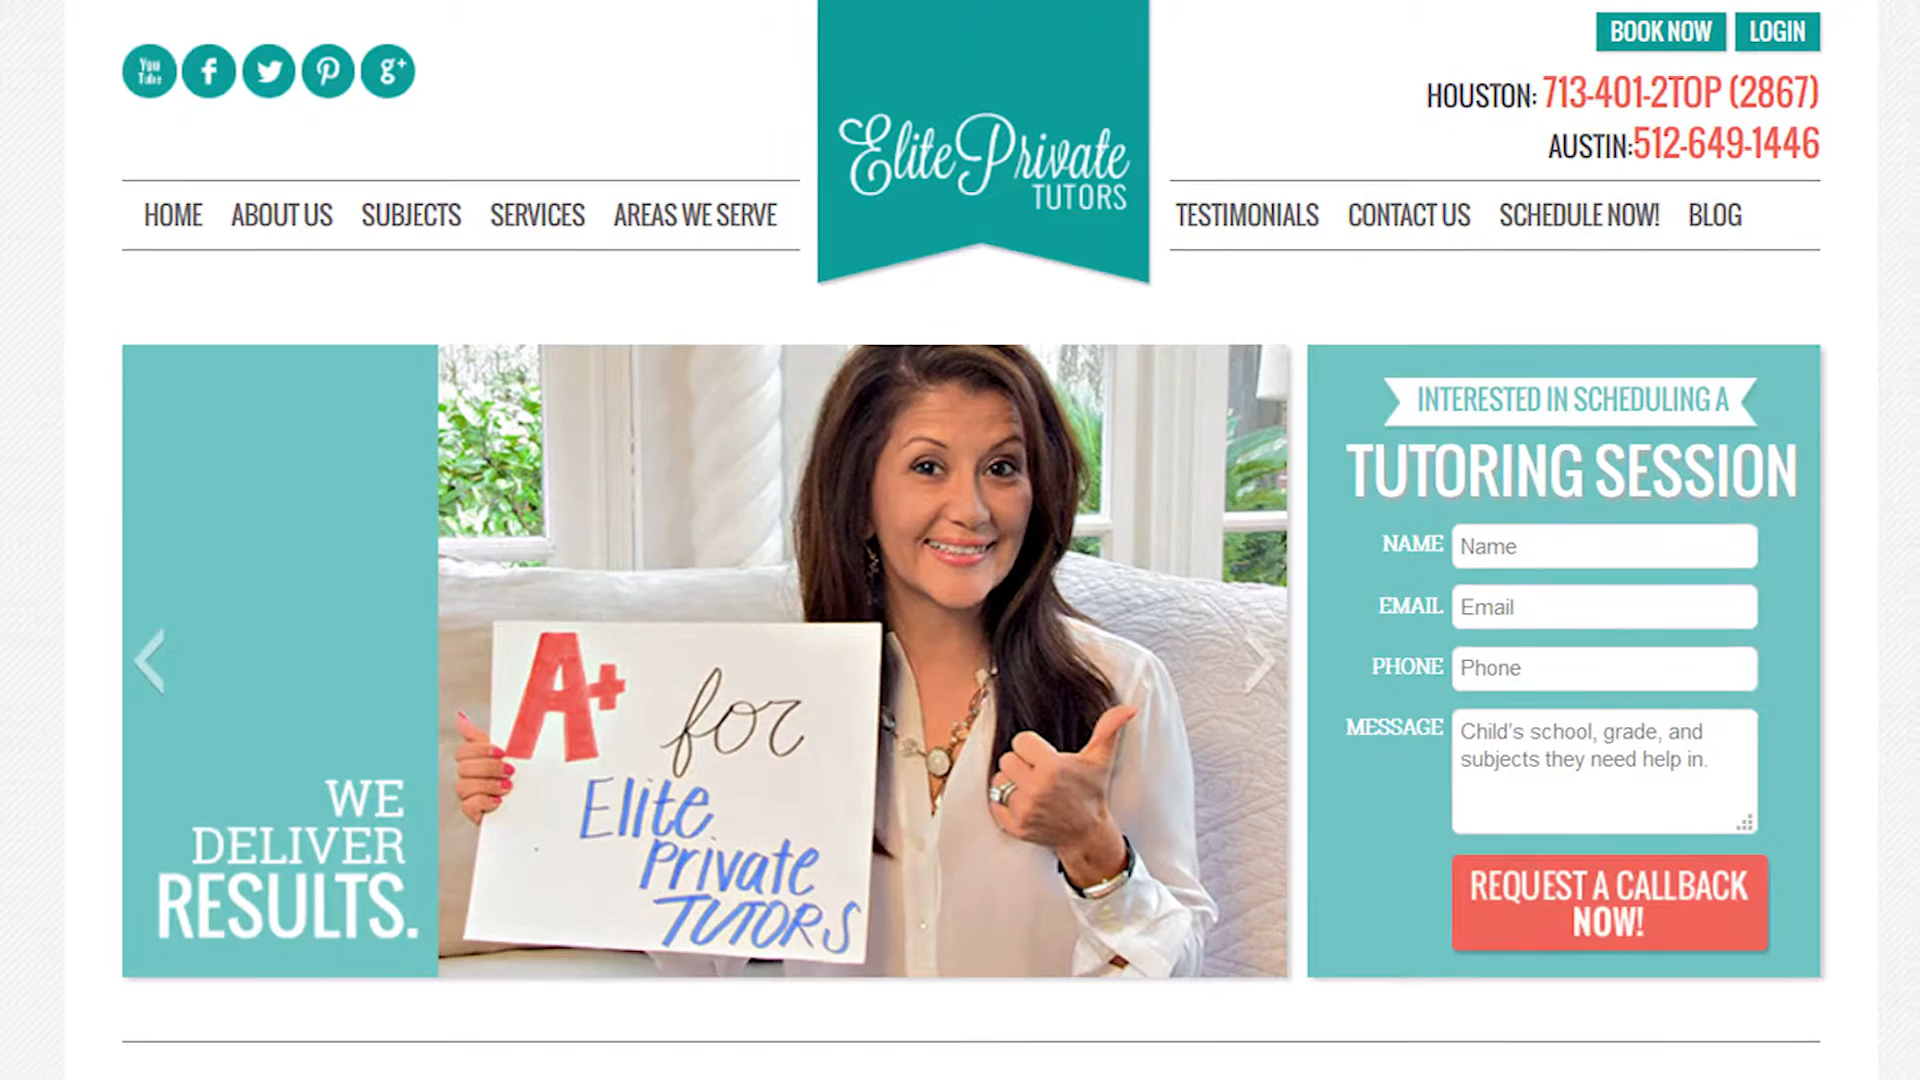 You
Tube
f
P
g+
BOOK NOW
LOGIN
HOUSTON: 713-401-2TOP (2867)
AUSTIN:512-649-1446
Elite Private
TUTORS
HOME
ABOUT US
SUBJECTS
SERVICES
AREAS WE SERVE
TESTIMONIALS
CONTACT US
SCHEDULE NOW!
BLOG
WE
DELIVER
RESULTS.
A+ for
Elite
Private
TUTORS
INTERESTED IN SCHEDULING A
TUTORING SESSION
NAME
Name
EMAIL
Email
PHONE
Phone
MESSAGE
Child's school, grade, and
subjects they need help in.
REQUEST A CALLBACK
NOW!